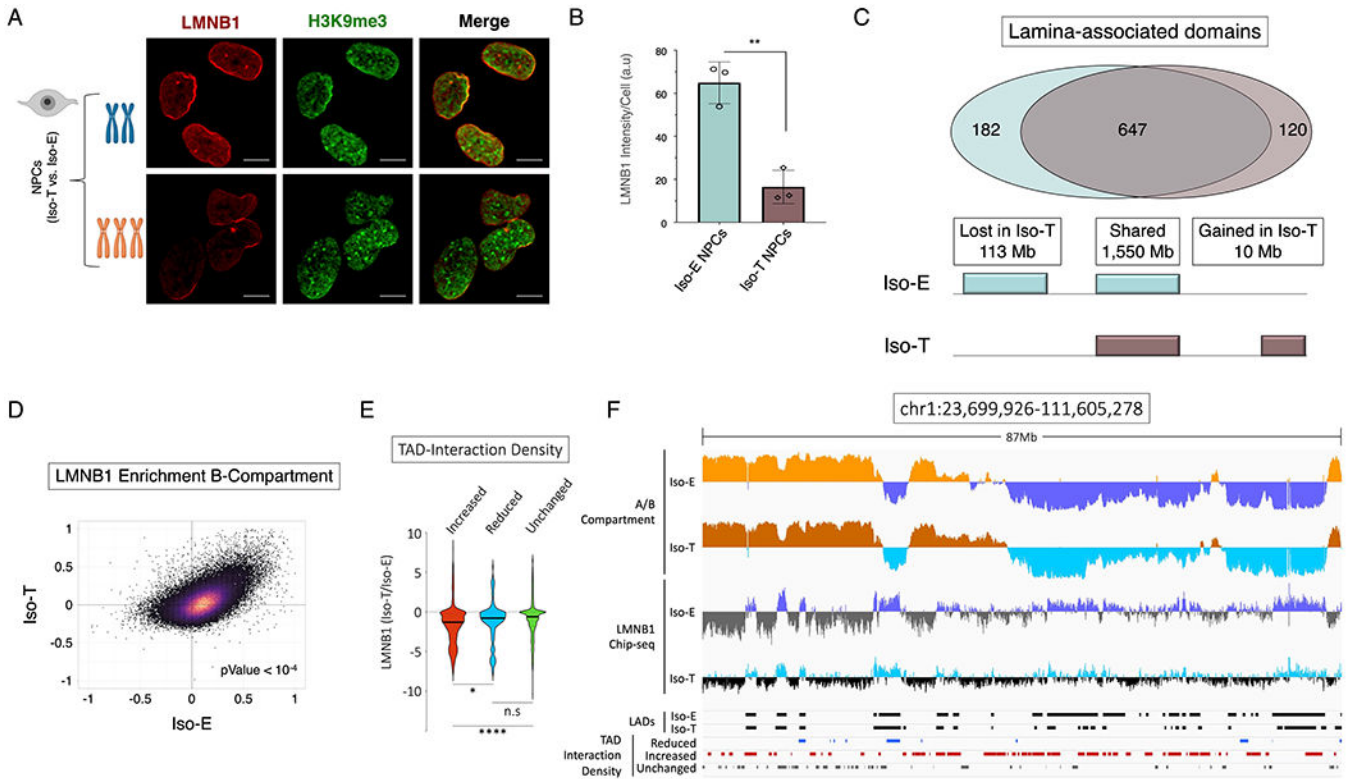 A
LMNB1
H3K9me3
Merge
NPCs
(Iso-T vs. Iso-E)
B
**
LMNB1 Intensity/Cell (a.u)
80
60
40
20
0
Iso-E NPCs
Iso-T NPCs
C
Lamina-associated domains
182
647
120
Lost in Iso-T
113 Mb
Shared
1,550 Mb
Gained in Iso-T
10 Mb
Iso-E
Iso-T
D
LMNB1 Enrichment B-Compartment
Iso-T
1
0.5
0
-0.5
-1
pValue < 10-4
-1
-0.5
0
0.5
1
Iso-E
E
TAD-Interaction Density
Increased
Reduced
Unchanged
LMNB1 (Iso-T/Iso-E)
10
5
0
-5
-10
*
n.s
****
F
chr1:23,699,926-111,605,278
87Mb
A/B
Compartment
Iso-E
Iso-T
LMNB1
Chip-seq
Iso-E
Iso-T
LADs
Iso-E
Iso-T
TAD
Interaction
Density
Reduced
Increased
Unchanged